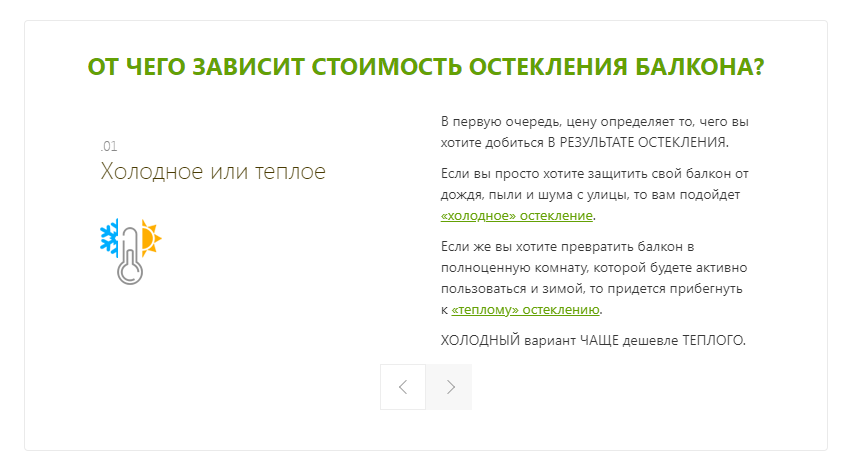 ОТ ЧЕГО ЗАВИСИТ СТОИМОСТЬ ОСТЕКЛЕНИЯ БАЛКОНА?
.01
Холодное или теплое
В первую очередь, цену определяет то, чего вы
хотите добиться В РЕЗУЛЬТАТЕ ОСТЕКЛЕНИЯ.
Если вы просто хотите защитить свой балкон от
дождя, пыли и шума с улицы, то вам подойдет
«холодное» остекление.
Если же вы хотите превратить балкон в
полноценную комнату, которой будете активно
пользоваться и зимой, то придется прибегнуть
к «теплому» остеклению.
ХОЛОДНЫЙ вариант ЧАЩЕ дешевле ТЕПЛОГО.